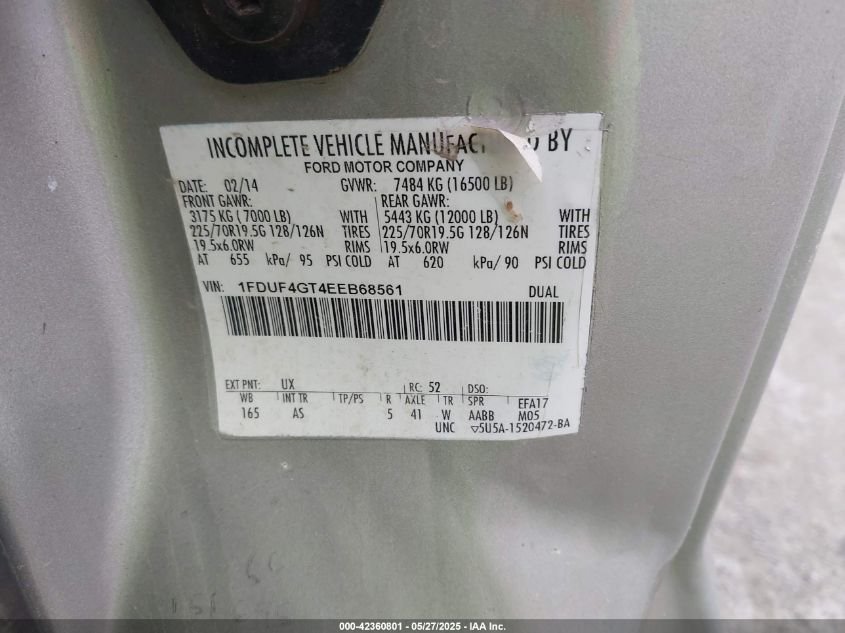 INCOMPLETE VEHICLE MANUFAC D BY
FORD MOTOR COMPANY
DATE: 02/14 GVWR: 7484 KG (16500 LB)
FRONT GAWR: REAR GAWR:
3175 KG (7000 LB) WITH 5443 KG (12000 LB) WITH
225/70R19.5G 128/126N TIRES 225/70R19.5G 128/126N TIRES
19.5x6.0RW RIMS 19.5x6.0RW RIMS
AT 655 kPa/ 95 PSI COLD AT 620 kPa/ 90 PSI COLD
VIN: 1FDUF4GT4EEB68561 DUAL
EXT PNT: UX RC: 52 DSO:
WB INT TR TP/PS R AXLE TR SPR EFA17
165 AS 5 41 W AABB M05
UNC ▽5U5A-1520472-BA
000-42360801 - 05/27/2025 - IAA Inc.